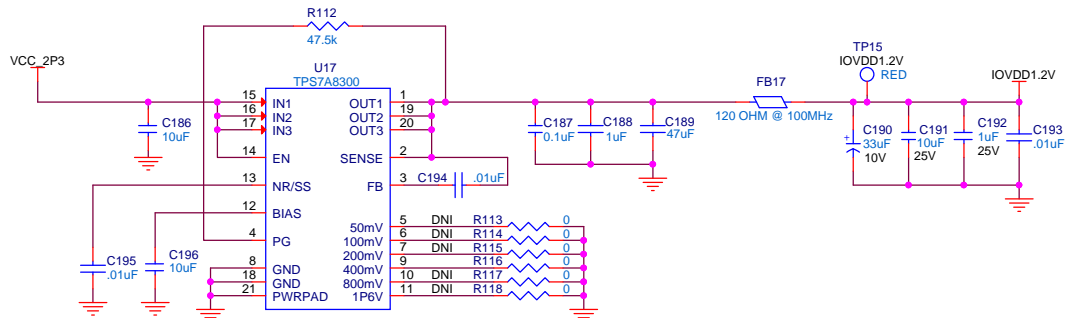 R112
47.5k
VCC_2P3
U17
TPS7A8300
TP15
IOVDD1.2V
RED
IOVDD1.2V
FB17
120 OHM @ 100MHz
15 IN1 OUT1 1
16 IN2 OUT2 19
17 IN3 OUT3 20
14 EN SENSE 2
13 NR/SS FB 3
12 BIAS
4 PG
8 GND
18 GND
21 PWRPAD
50mV 5 DNI R113 0
100mV 6 DNI R114 0
200mV 7 DNI R115 0
400mV 9 DNI R116 0
800mV 10 DNI R117 0
1P6V 11 DNI R118 0
C186
10uF
C187
0.1uF
C188
1uF
C189
47uF
+
C190
33uF
10V
C191
10uF
25V
C192
1uF
25V
C193
.01uF
C194 .01uF
C195
.01uF
C196
10uF